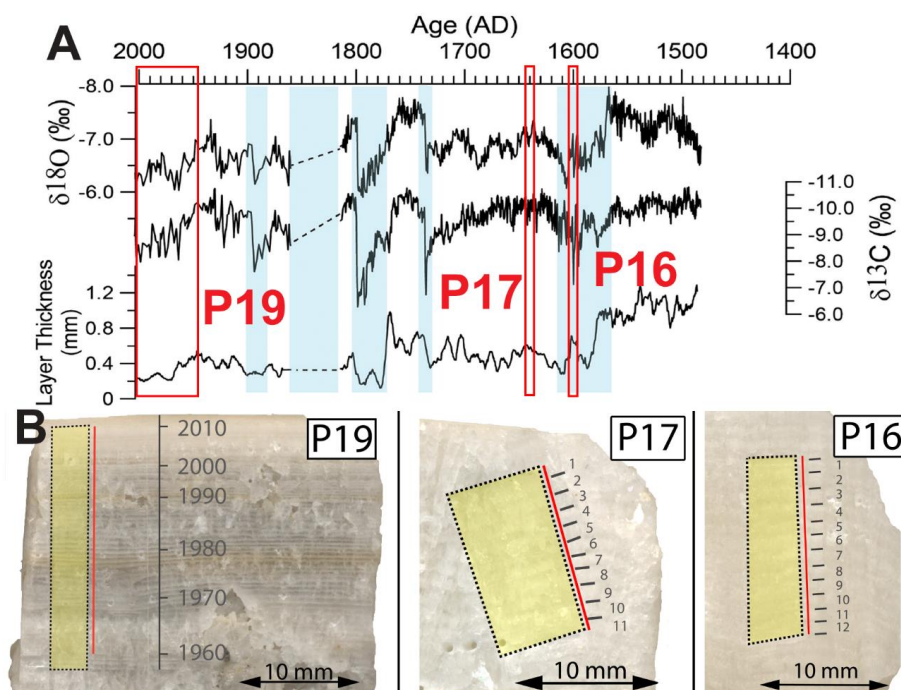 A
Age (AD)
2000 1900 1800 1700 1600 1500 1400
-8.0
-7.0
-6.0
δ18O (‰)
-11.0
-10.0
-9.0
-8.0
-7.0
-6.0
δ13C (‰)
P19 P17 P16
1.2
0.8
0.4
0
Layer Thickness
(mm)
B
P19
2010
2000
1990
1980
1970
1960
10 mm
P17
1
2
3
4
5
6
7
8
9
10
11
10 mm
P16
1
2
3
4
5
6
7
8
9
10
11
12
10 mm